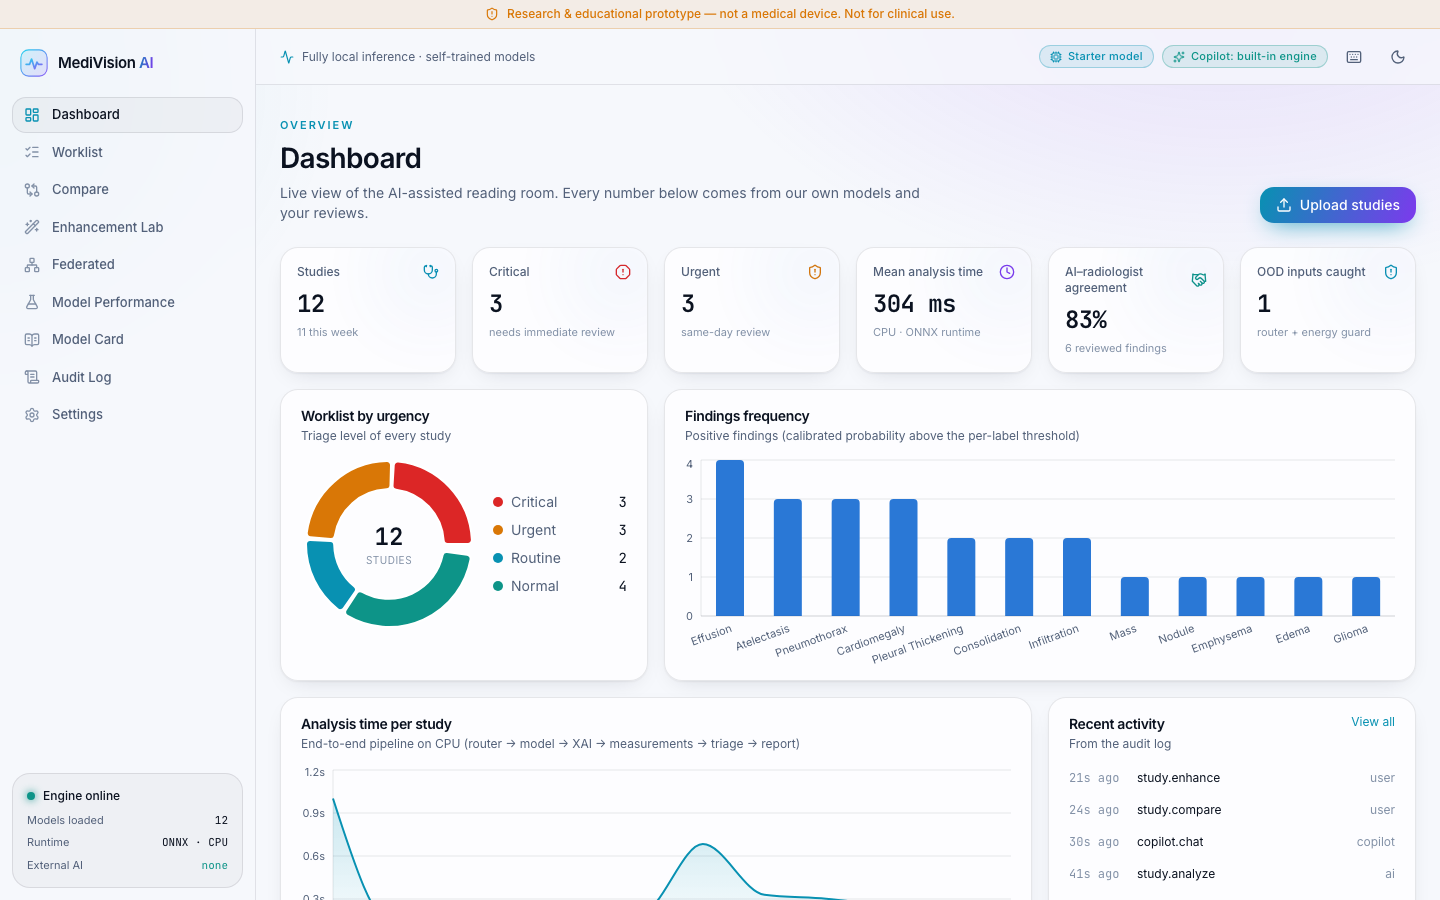 Research & educational prototype — not a medical device. Not for clinical use.
MediVision AI
Dashboard
Worklist
Compare
Enhancement Lab
Federated
Model Performance
Model Card
Audit Log
Settings
Engine online
Models loaded 12
Runtime ONNX · CPU
External AI none
Fully local inference · self-trained models
Starter model
Copilot: built-in engine
OVERVIEW
Dashboard
Live view of the AI-assisted reading room. Every number below comes from our own models and
your reviews.
Upload studies
Studies
12
11 this week
Critical
3
needs immediate review
Urgent
3
same-day review
Mean analysis time
304 ms
CPU · ONNX runtime
AI–radiologist
agreement
83%
6 reviewed findings
OOD inputs caught
1
router + energy guard
Worklist by urgency
Triage level of every study
12
STUDIES
Critical 3
Urgent 3
Routine 2
Normal 4
Findings frequency
Positive findings (calibrated probability above the per-label threshold)
4
3
2
1
0
Effusion
Atelectasis
Pneumothorax
Cardiomegaly
Pleural Thickening
Consolidation
Infiltration
Mass
Nodule
Emphysema
Edema
Glioma
Analysis time per study
End-to-end pipeline on CPU (router → model → XAI → measurements → triage → report)
1.2s
0.9s
0.6s
0.3s
Recent activity
View all
From the audit log
21s ago study.enhance user
24s ago study.compare user
30s ago copilot.chat copilot
41s ago study.analyze ai